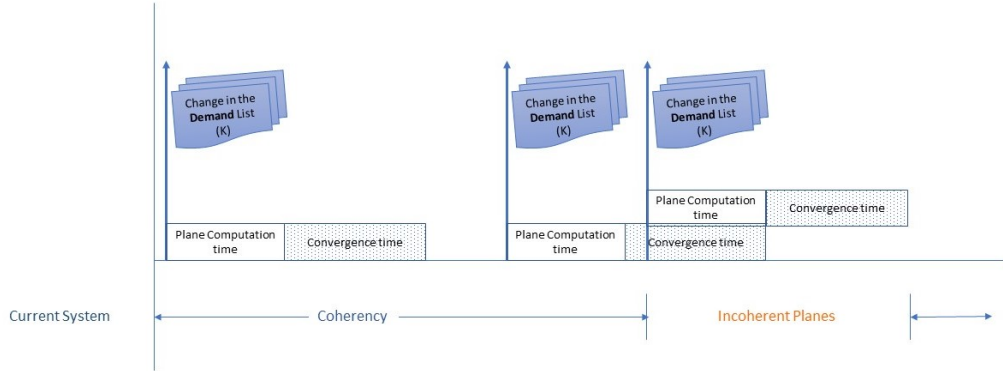 Change in the
Demand List
(K)
Change in the
Demand List
(K)
Change in the
Demand List
(K)
Plane Computation
time
Convergence time
Plane Computation
time
Convergence time
Plane Computation
time
Convergence time
Current System
Coherency
Incoherent Planes